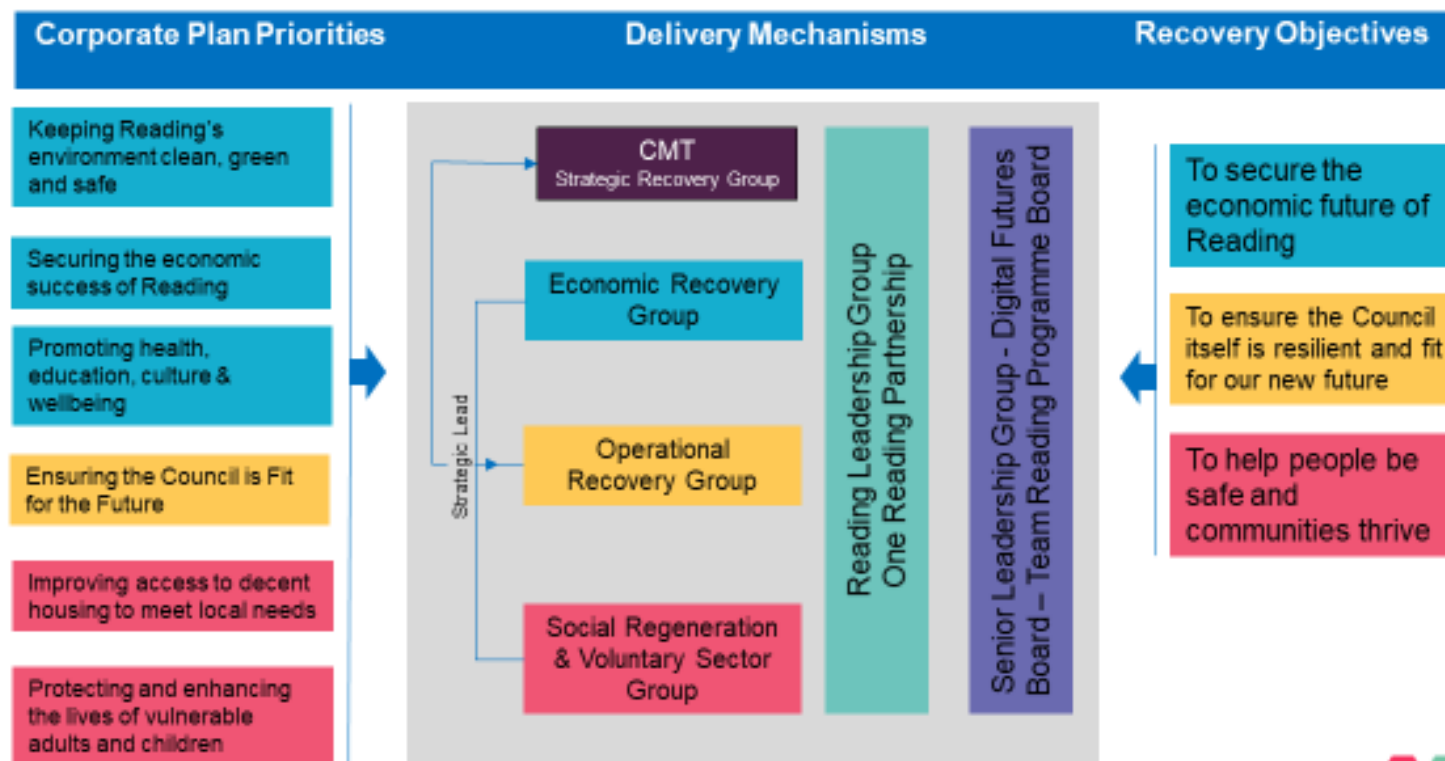 Corporate Plan Priorities
Delivery Mechanisms
Recovery Objectives
Keeping Reading's
environment clean, green
and safe
Securing the economic
success of Reading
Promoting health,
education, culture &
wellbeing
Ensuring the Council is Fit
for the Future
Improving access to decent
housing to meet local needs
Protecting and enhancing
the lives of vulnerable
adults and children
Strategic Lead
CMT
Strategic Recovery Group
Economic Recovery
Group
Operational
Recovery Group
Social Regeneration
& Voluntary Sector
Group
Reading Leadership Group
One Reading Partnership
Senior Leadership Group - Digital Futures
Board – Team Reading Programme Board
To secure the
economic future of
Reading
To ensure the Council
itself is resilient and fit
for our new future
To help people be
safe and
communities thrive